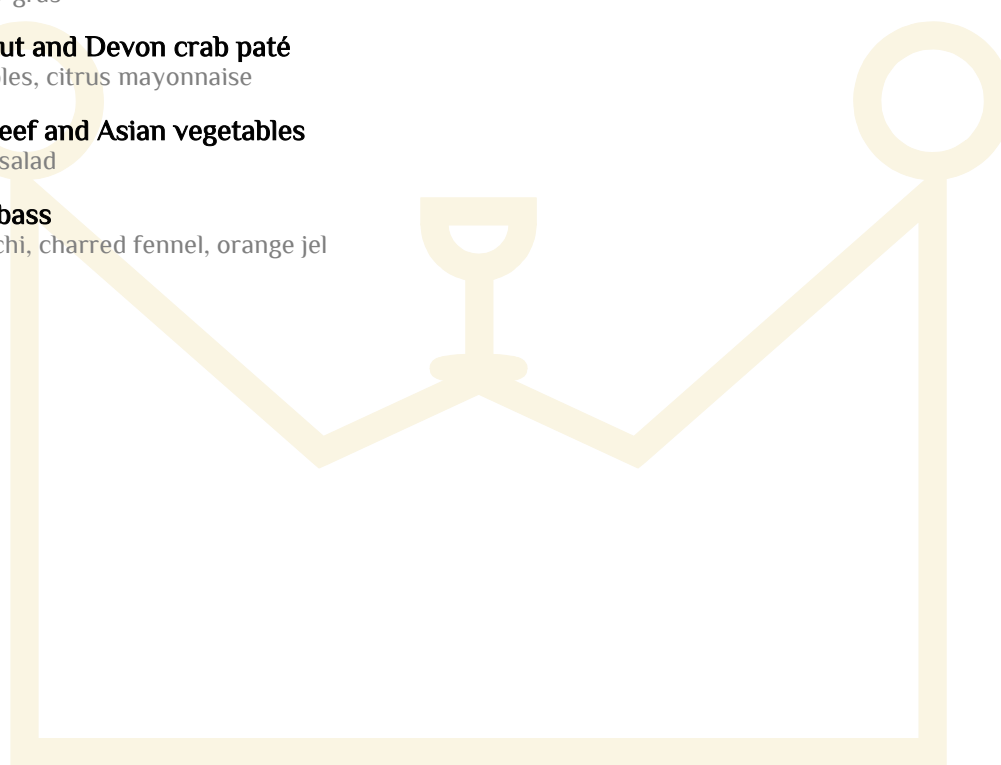 ut and Devon crab paté
les, citrus mayonnaise
eef and Asian vegetables
salad
bass
chi, charred fennel, orange jel